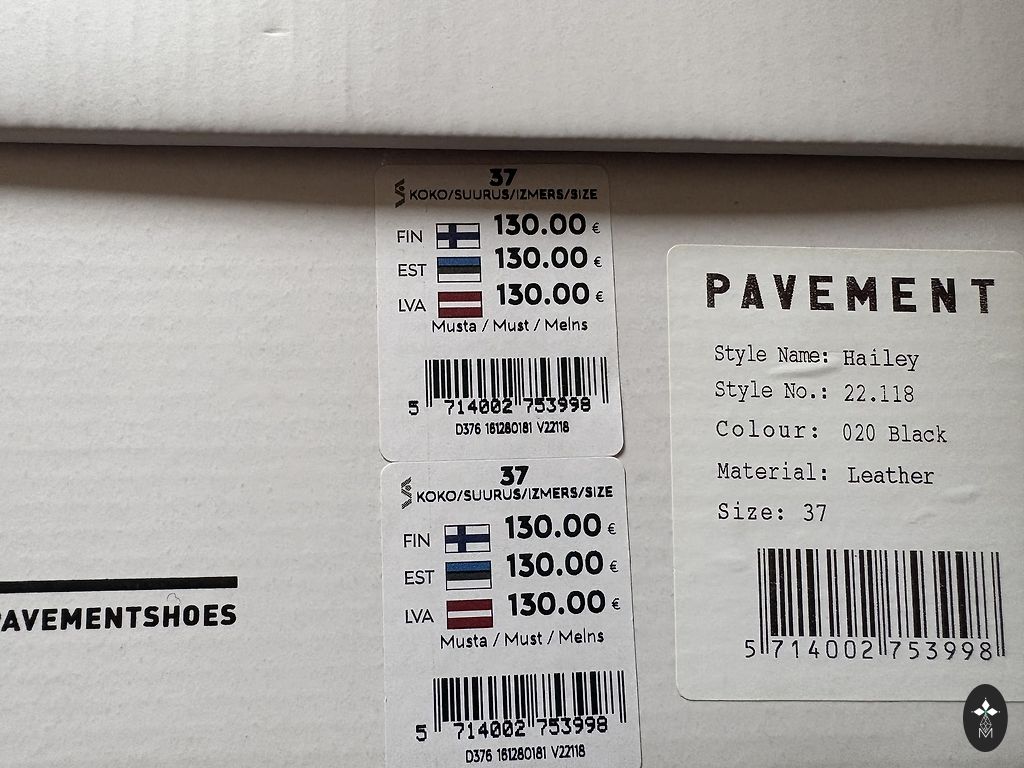 37
KOKO/SUURUS/IZMERS/SIZE
FIN 130.00 €
EST 130.00 €
LVA 130.00 €
Musta / Must / Melns
5 714002 753998
D376 161280181 V22118
37
KOKO/SUURUS/IZMERS/SIZE
FIN 130.00 €
EST 130.00 €
LVA 130.00 €
Musta / Must / Melns
5 714002 753998
D376 161280181 V22118
PAVEMENT
Style Name: Hailey
Style No.: 22.118
Colour: 020 Black
Material: Leather
Size: 37
5 714002 753998
PAVEMENTSHOES
M